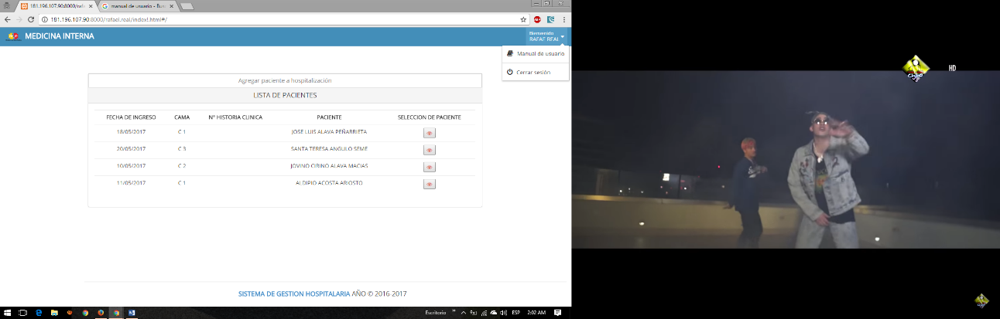 181.196.107.90:8000/rafa
manual de usuario - Bus
181.196.107.90:8000/rafael.real/index!.html#/
MEDICINA INTERNA
Bienvenido
RAFAE REAL
Manual de usuario
Cerrar sesión
Agregar paciente a hospitalización
LISTA DE PACIENTES
FECHA DE INGRESO CAMA Nº HISTORIA CLINICA PACIENTE SELECCION DE PACIENTE
18/05/2017 C 1 JOSE LUIS ALAVA PEÑARRIETA
20/05/2017 C 3 SANTA TERESA ANGULO SEME
10/05/2017 C 2 JOVINO CIRINO ALAVA MACIAS
11/05/2017 C 1 ALDIPIO ACOSTA ARIOSTO
SISTEMA DE GESTION HOSPITALARIA AÑO © 2016-2017
Escritorio ESP 2:02 AM
HD